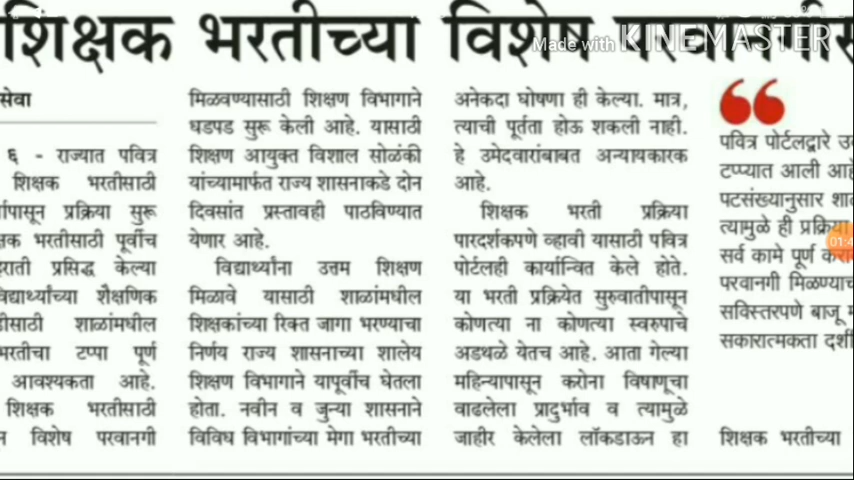 शिक्षक भरतीच्या विशेष परवानगीस
Made with KINEMASTER
सेवा
६ - राज्यात पवित्र
शिक्षक भरतीसाठी
पासून प्रक्रिया सुरू
भरतीसाठी पूर्वीच
प्रसिद्ध केल्या
शैक्षणिक
शाळांमधील
टप्पा पूर्ण
आवश्यकता आहे.
शिक्षक भरतीसाठी
विशेष परवानगी
मिळवण्यासाठी शिक्षण विभागाने
धडपड सुरू केली आहे. यासाठी
शिक्षण आयुक्त विशाल सोळंकी
यांच्यामार्फत राज्य शासनाकडे दोन
दिवसांत प्रस्तावही पाठविण्यात
येणार आहे.
विद्यार्थ्यांना उत्तम शिक्षण
मिळावे यासाठी शाळांमधील
शिक्षकांच्या रिक्त जागा भरण्याचा
निर्णय राज्य शासनाच्या शालेय
शिक्षण विभागाने यापूर्वीच घेतला
होता. नवीन व जुन्या शासनाने
विविध विभागांच्या मेगा भरतीच्या
अनेकदा घोषणा ही केल्या. मात्र,
त्याची पूर्तता होऊ शकली नाही.
हे उमेदवारांबाबत अन्यायकारक
आहे.
शिक्षक भरती प्रक्रिया
पारदर्शकपणे व्हावी यासाठी पवित्र
पोर्टलही कार्यान्वित केले होते.
या भरती प्रक्रियेत सुरुवातीपासून
कोणत्या ना कोणत्या स्वरुपाचे
अडथळे येतच आहे. आता गेल्या
महिन्यापासून करोना विषाणूचा
वाढलेला प्रादुर्भाव व त्यामुळे
जाहीर केलेला लॉकडाऊन हा
पवित्र पोर्टलद्वारे
टप्प्यात आली
पटसंख्यानुसार
त्यामुळे ही प्रक्रिया
सर्व कामे पूर्ण
परवानगी
सविस्तरपणे बाजू
सकारात्मकता
शिक्षक भरतीच्या